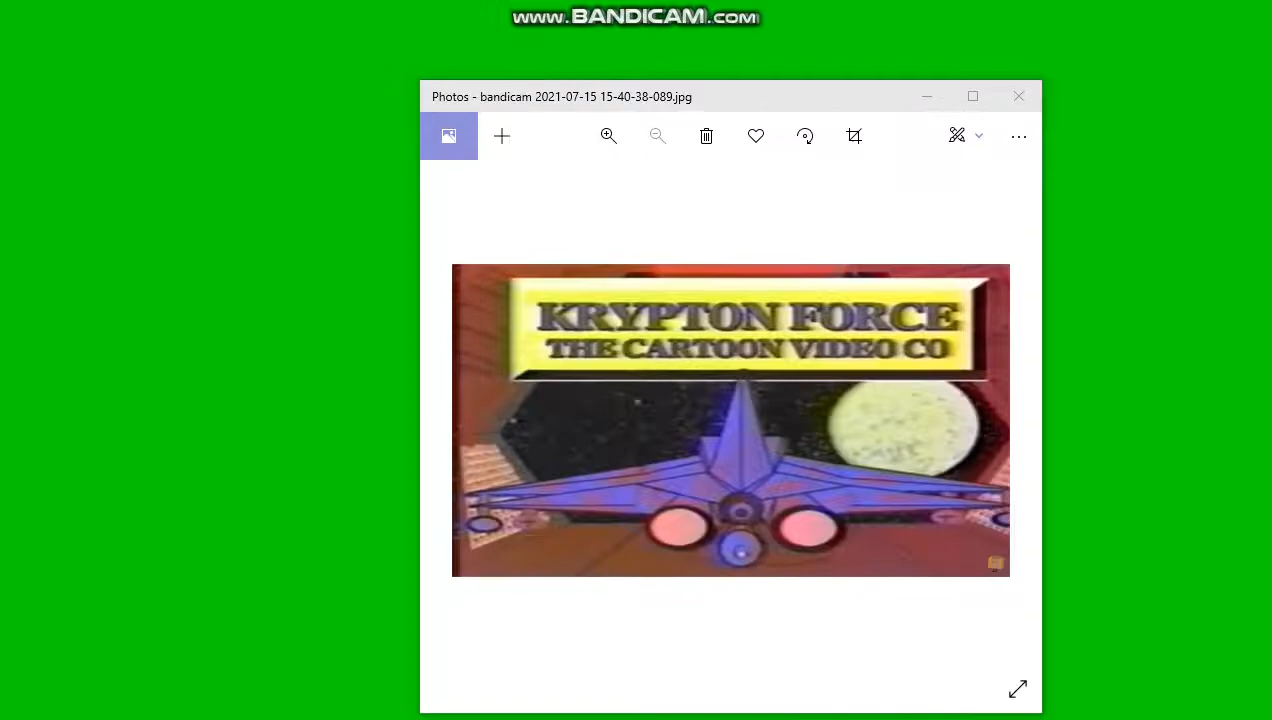 www.BANDICAM.com
Photos - bandicam 2021-07-15 15-40-38-089.jpg
KRYPTON FORCE
THE CARTOON VIDEO CO